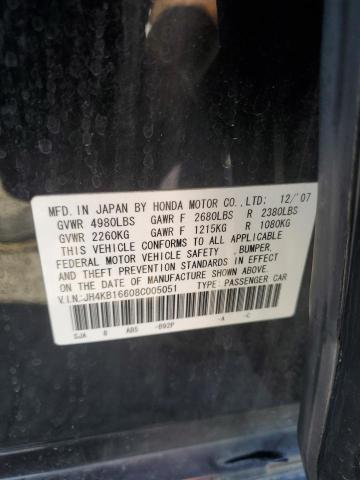 MFD. IN JAPAN BY HONDA MOTOR CO., LTD: 12/'07
GVWR 4980LBS GAWR F 2680LBS R 2380LBS
GVWR 2260KG GAWR F 1215KG R 1080KG
THIS VEHICLE CONFORMS TO ALL APPLICABLE
FEDERAL MOTOR VEHICLE SAFETY , BUMPER,
AND THEFT PREVENTION STANDARDS IN EFFECT
ON THE DATE OF MANUFACTURE SHOWN ABOVE.
V.I.N.:JH4KB16608C005051 TYPE: PASSENGER CAR
SJA 8 AB5 -B92P -A -C